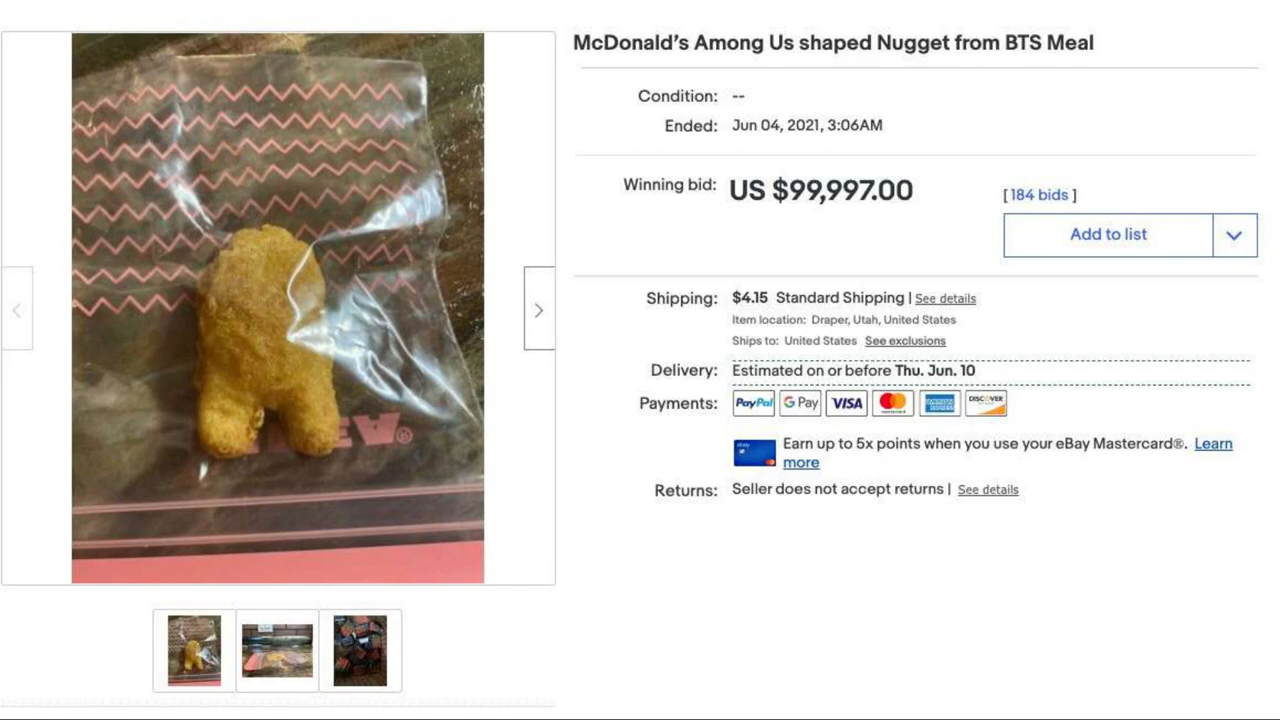 McDonald's Among Us shaped Nugget from BTS Meal
Condition: --
Ended: Jun 04, 2021, 3:06AM
Winning bid: US $99,997.00
[ 184 bids ]
Add to list
Shipping: $4.15 Standard Shipping | See details
Item location: Draper, Utah, United States
Ships to: United States See exclusions
Delivery: Estimated on or before Thu. Jun. 10
Payments: PayPal G Pay VISA mastercard AMERICAN EXPRESS DISCOVER
Earn up to 5x points when you use your eBay Mastercard®. Learn
more
Returns: Seller does not accept returns | See details